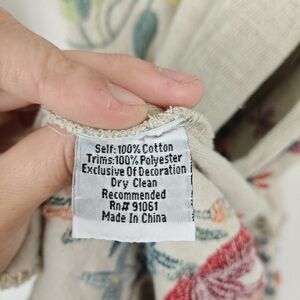 Self: 100% Cotton
Trims: 100% Polyester
Exclusive Of Decoration
Dry Clean
Recommended
Rn# 91061
Made In China